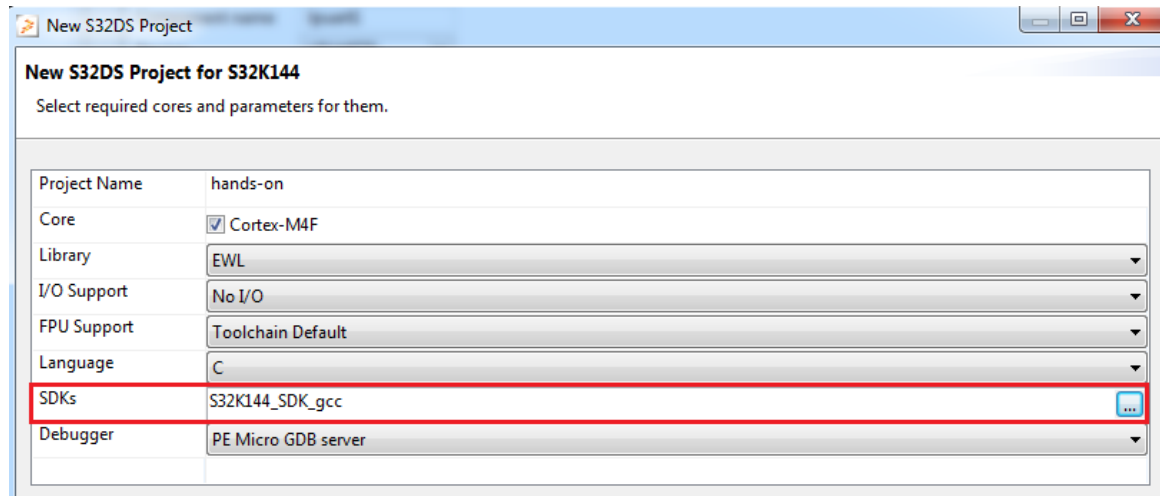 New S32DS Project
New S32DS Project for S32K144
Select required cores and parameters for them.
Project Name hands-on
Core Cortex-M4F
Library EWL
I/O Support No I/O
FPU Support Toolchain Default
Language C
SDKs S32K144_SDK_gcc ...
Debugger PE Micro GDB server